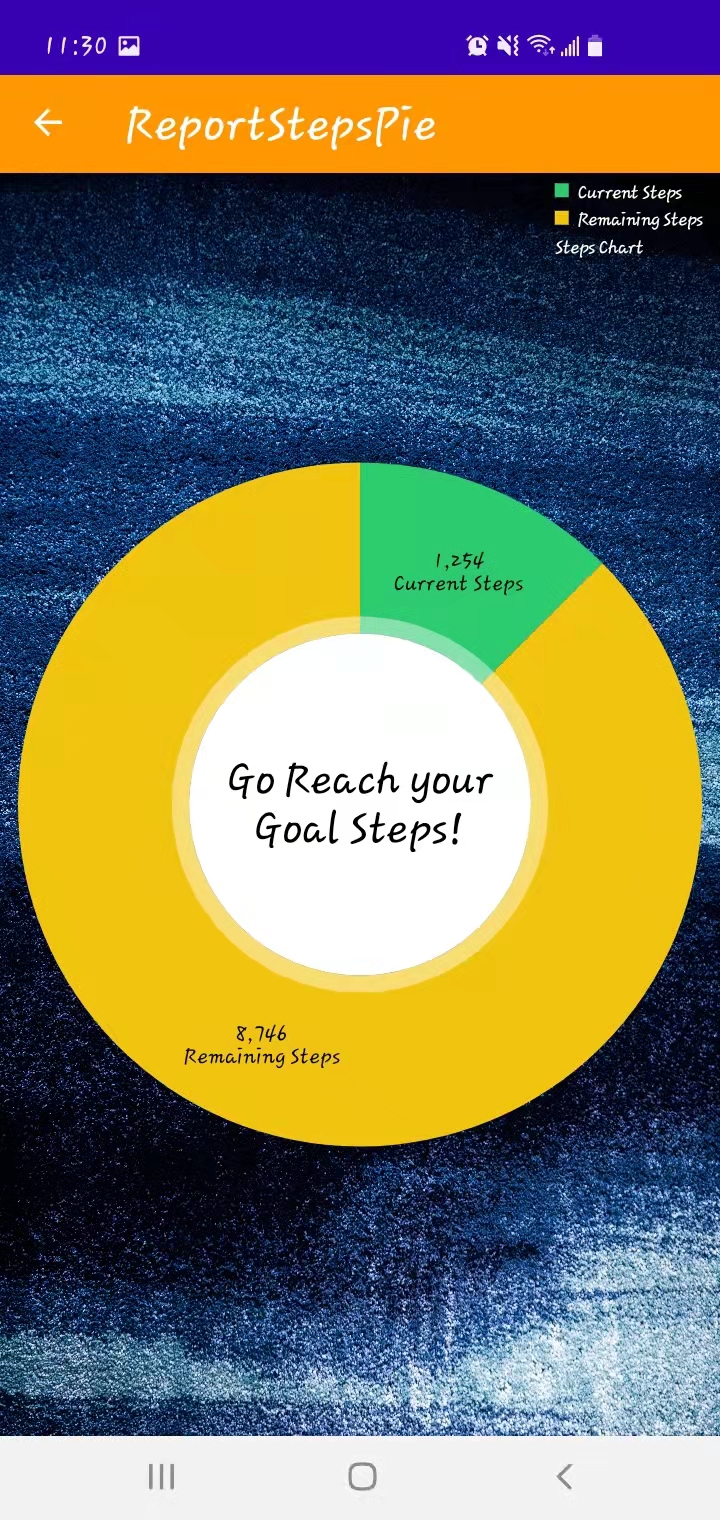 11:30
ReportStepsPie
Current Steps
Remaining Steps
Steps Chart
1,254
Current Steps
Go Reach your
Goal Steps!
8,746
Remaining Steps